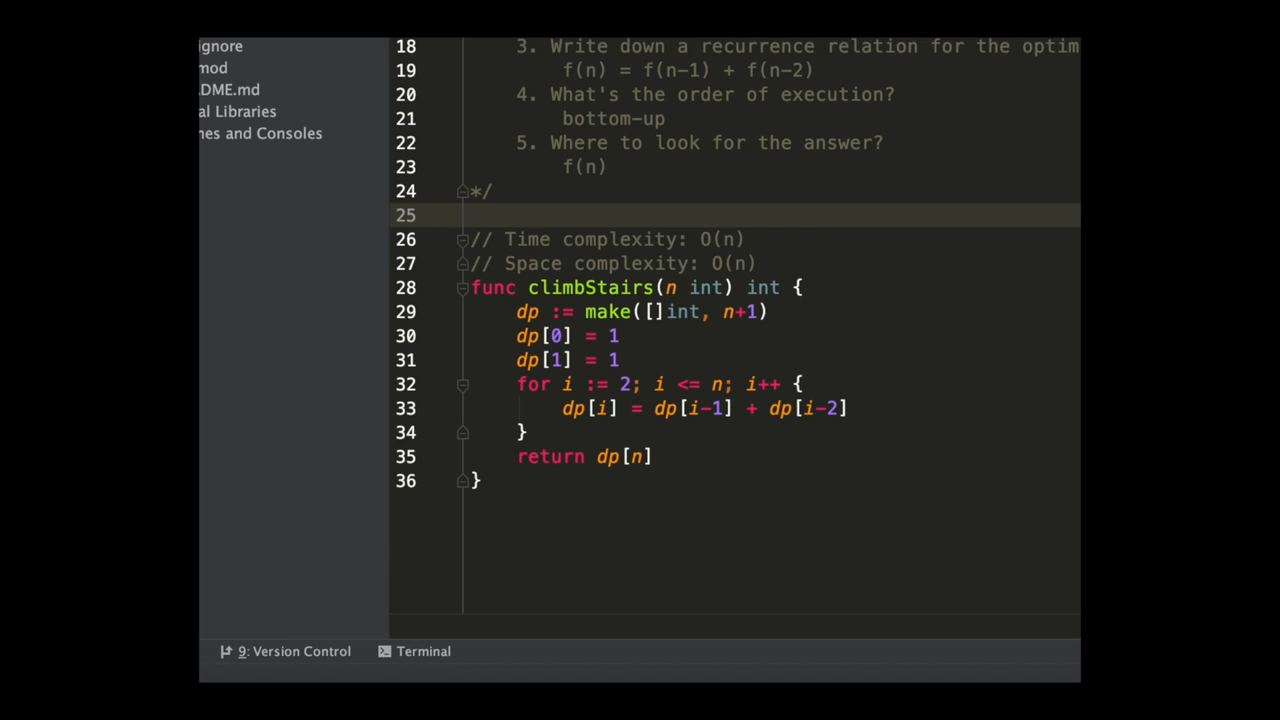 ignore
mod
DME.md
al Libraries
nes and Consoles
18 3. Write down a recurrence relation for the optim
19 f(n) = f(n-1) + f(n-2)
20 4. What's the order of execution?
21 bottom-up
22 5. Where to look for the answer?
23 f(n)
24 */
25
26 // Time complexity: O(n)
27 // Space complexity: O(n)
28 func climbStairs(n int) int {
29 dp := make([]int, n+1)
30 dp[0] = 1
31 dp[1] = 1
32 for i := 2; i <= n; i++ {
33 dp[i] = dp[i-1] + dp[i-2]
34 }
35 return dp[n]
36 }
9: Version Control
Terminal